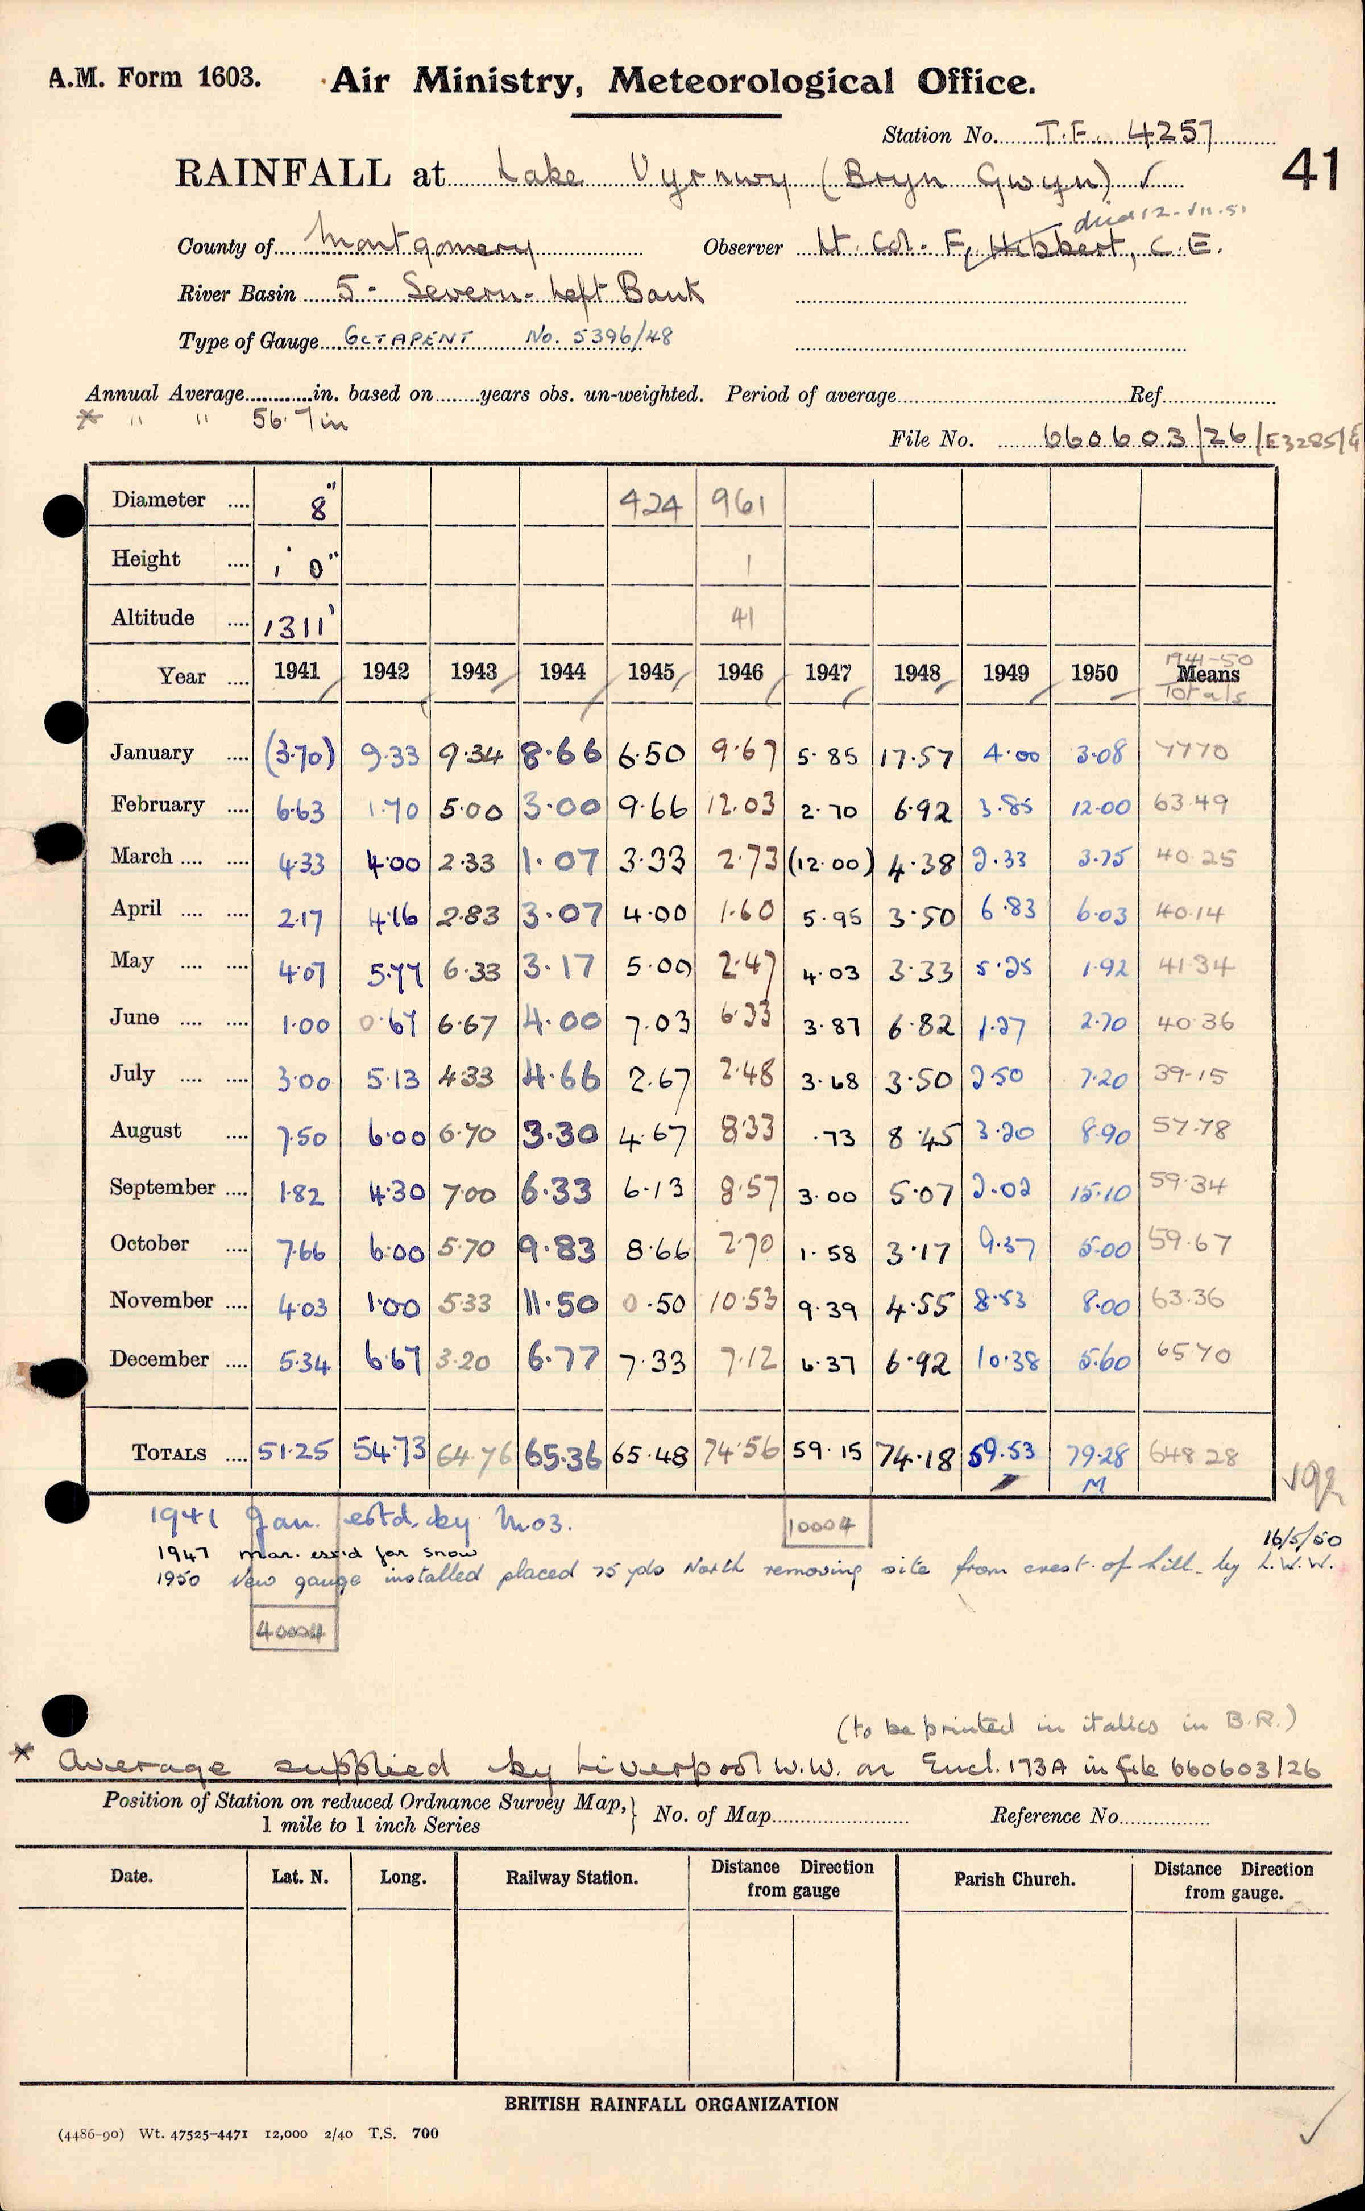 A.M. Form 1603. Air Ministry, Meteorological Office.
Station No. T.F. 4257
41
RAINFALL at Lake Vyrnwy (Bryn Gwyn) ✓
died 12.VII.51
County of Montgomery Observer Lt. Col. F. Hibbert, C.E.
River Basin 5 - Severn - Left Bank
Type of Gauge OCTAPENT No. 5396/48
Annual Average............in. based on........years obs. un-weighted. Period of average.......... Ref..........
* " " 56.7 in
File No. 660603/26/E3285/
Diameter .... 8" 424 961
Height .... 1' 0" 1
Altitude .... 1311' 41
Year .... 1941 1942 1943 1944 1945 1946 1947 1948 1949 1950 1941-50 Means Totals
January .... (3.70) 9.33 9.34 8.66 6.50 9.67 5.85 17.57 4.00 3.08 7770
February .... 6.63 1.70 5.00 3.00 9.66 12.03 2.70 6.92 3.85 12.00 63.49
March .... .... 4.33 4.00 2.33 1.07 3.33 2.73 (12.00) 4.38 2.33 3.75 40.25
April .... .... 2.17 4.16 2.83 3.07 4.00 1.60 5.95 3.50 6.83 6.03 40.14
May .... .... 4.07 5.77 6.33 3.17 5.00 2.47 4.03 3.33 5.25 1.92 41.34
June .... .... 1.00 0.67 6.67 4.00 7.03 6.33 3.87 6.82 1.27 2.70 40.36
July .... .... 3.00 5.13 4.33 4.66 2.67 2.48 3.68 3.50 2.50 7.20 39.15
August .... 7.50 6.00 6.70 3.30 4.67 8.33 .73 8.45 3.20 8.90 57.78
September .... 1.82 4.30 7.00 6.33 6.13 8.57 3.00 5.07 2.02 15.10 59.34
October .... 7.66 6.00 5.70 9.83 8.66 2.70 1.58 3.17 9.37 5.00 59.67
November .... 4.03 1.00 5.33 11.50 0.50 10.53 9.39 4.55 8.53 8.00 63.36
December .... 5.34 6.67 3.20 6.77 7.33 7.12 6.37 6.92 10.38 5.60 65.70
TOTALS .... 51.25 54.73 64.76 65.36 65.48 74.56 59.15 74.18 59.53 79.28 648.28
M
1941 Jan. estd. by M.O3. 10004
16/5/50
1947 Mar. est'd for snow
1950 New gauge installed placed 75 yds North removing site from crest of hill. by L.W.W.
40004
(to be printed in italics in B.R.)
* Average supplied by Liverpool W.W. on Encl. 173A in file 660603/26
Position of Station on reduced Ordnance Survey Map, 1 mile to 1 inch Series } No. of Map.......... Reference No..........
Date. Lat. N. Long. Railway Station. Distance Direction from gauge Parish Church. Distance Direction from gauge.
BRITISH RAINFALL ORGANIZATION
(4486-90) Wt. 47525-4471 12,000 2/40 T.S. 700